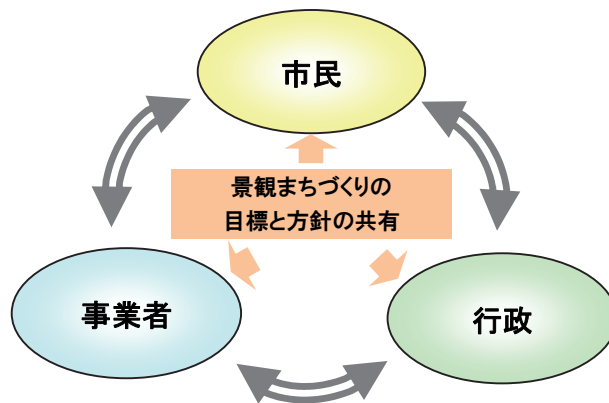 市民
景観まちづくりの
目標と方針の共有
事業者
行政